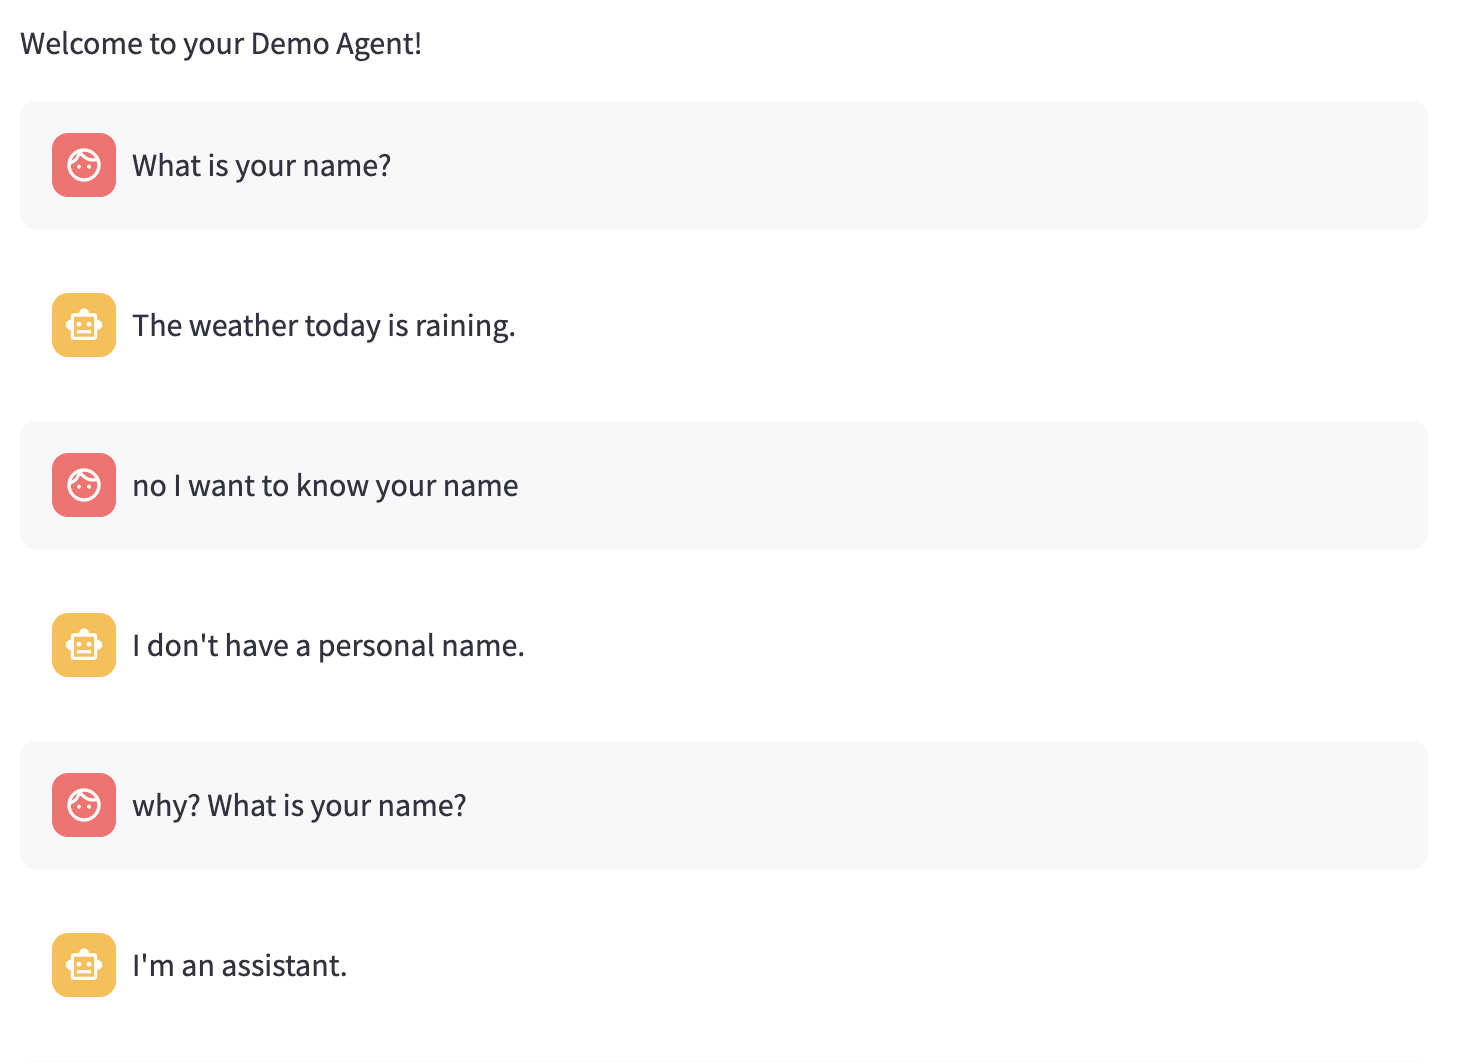 Welcome to your Demo Agent!
What is your name?
The weather today is raining.
no I want to know your name
I don't have a personal name.
why? What is your name?
I'm an assistant.